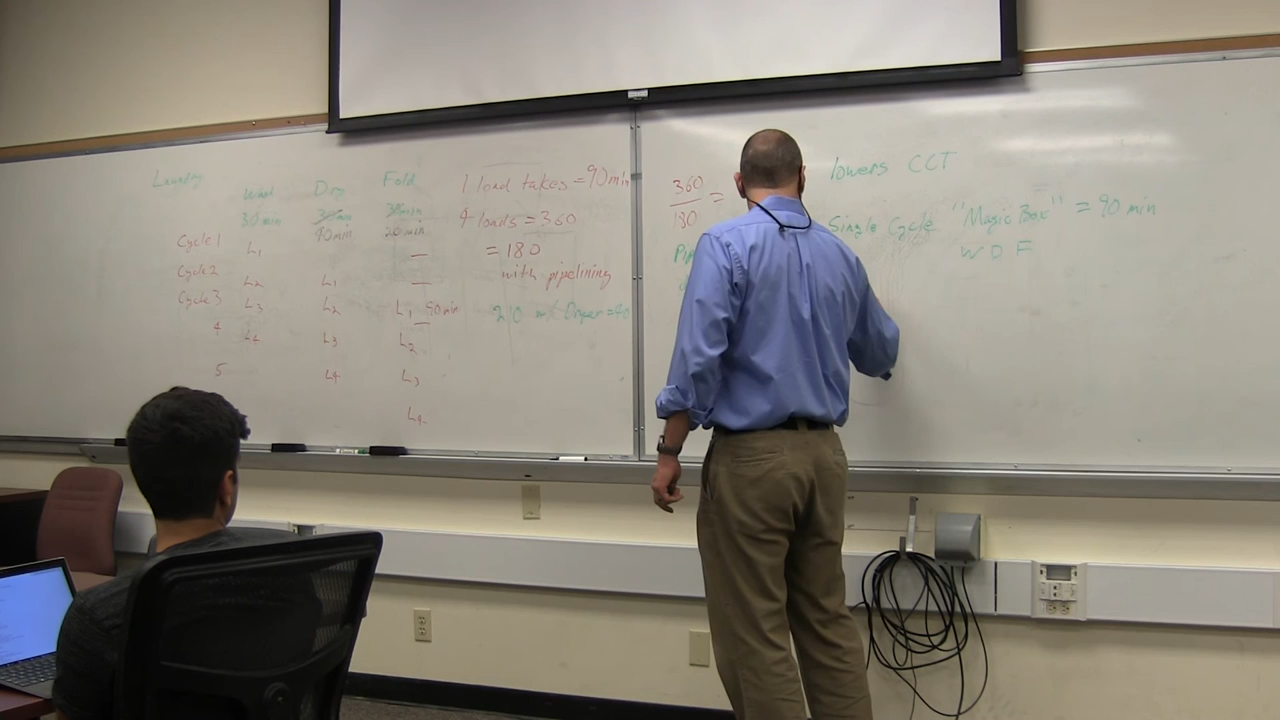 Laundry
Wash Dry Fold
30 min 30 min 30 min
40 min 20 min
Cycle 1 L1 —
Cycle 2 L2 L1 —
Cycle 3 L3 L2 L1 90 min
4 L4 L3 L2
5 L4 L3
L4
1 load takes = 90 min
4 loads = 360
= 180
with pipelining
210 w/ Dryer = 40
360
180 =
lowers CCT
Single Cycle "Magic Box" = 90 min
W D F